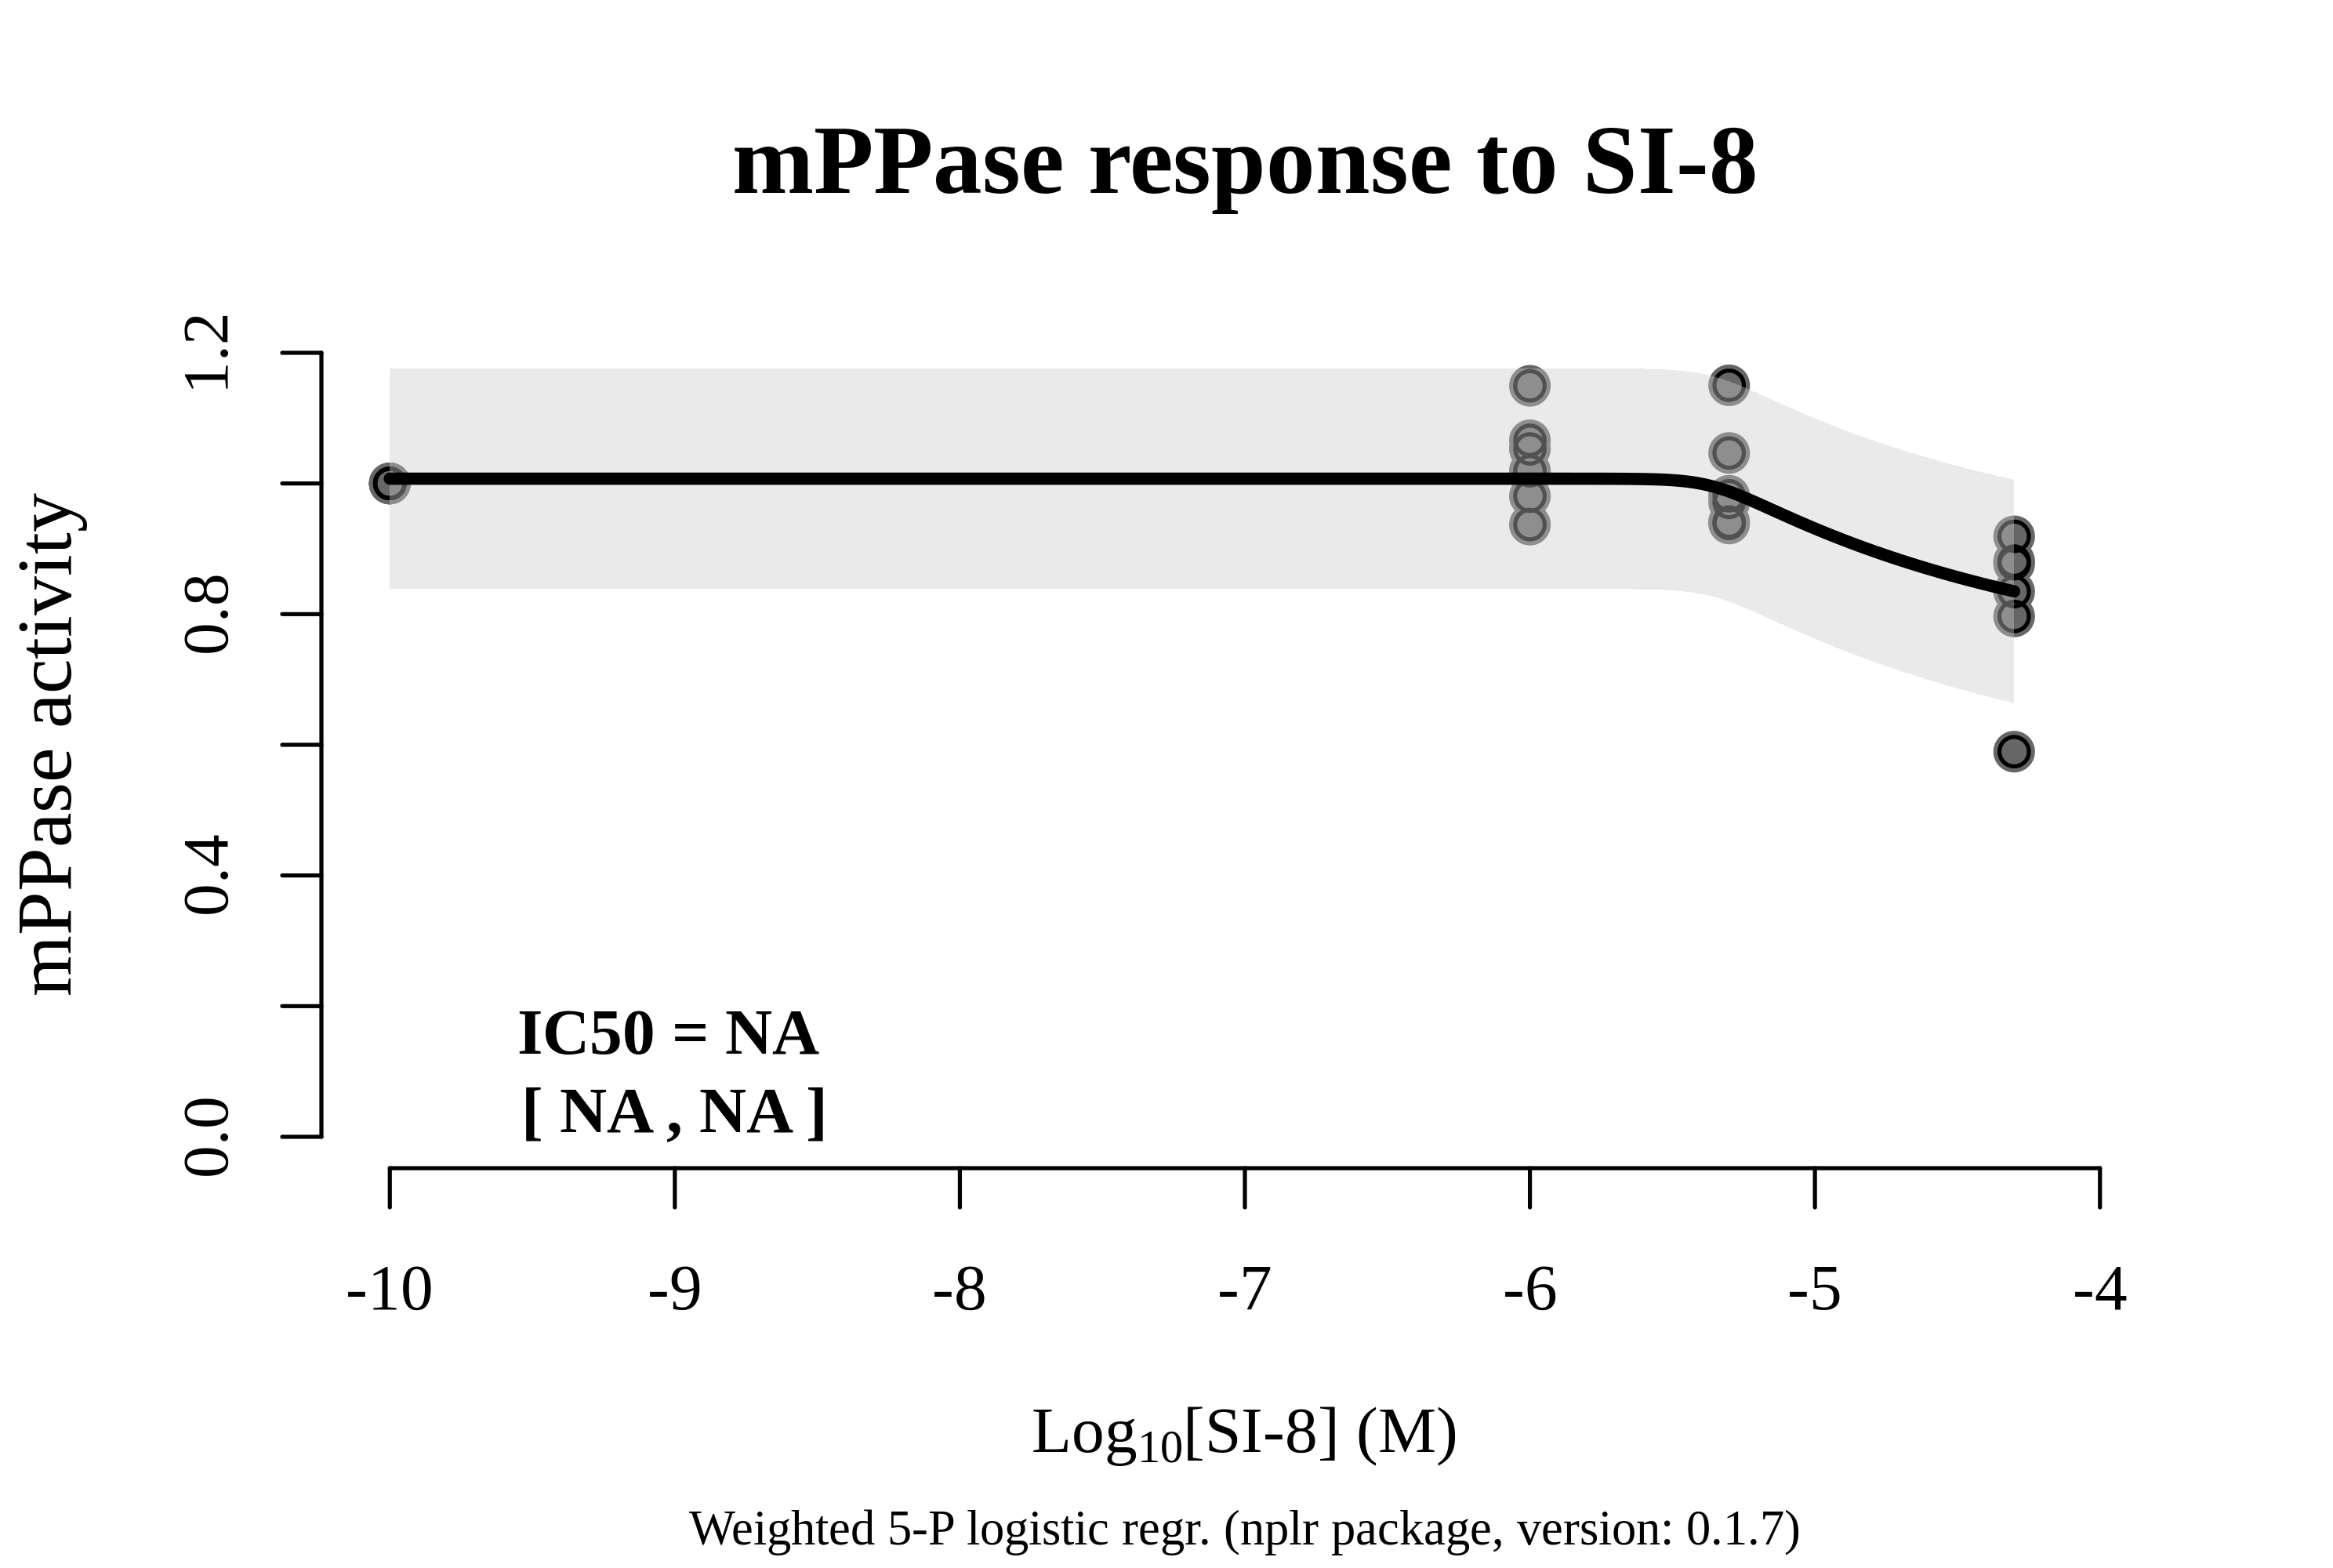 mPPase response to SI-8
mPPase activity
1.2
0.8
0.4
0.0
IC50 = NA
[ NA , NA ]
-10 -9 -8 -7 -6 -5 -4
Log10[SI-8] (M)
Weighted 5-P logistic regr. (nplr package, version: 0.1.7)